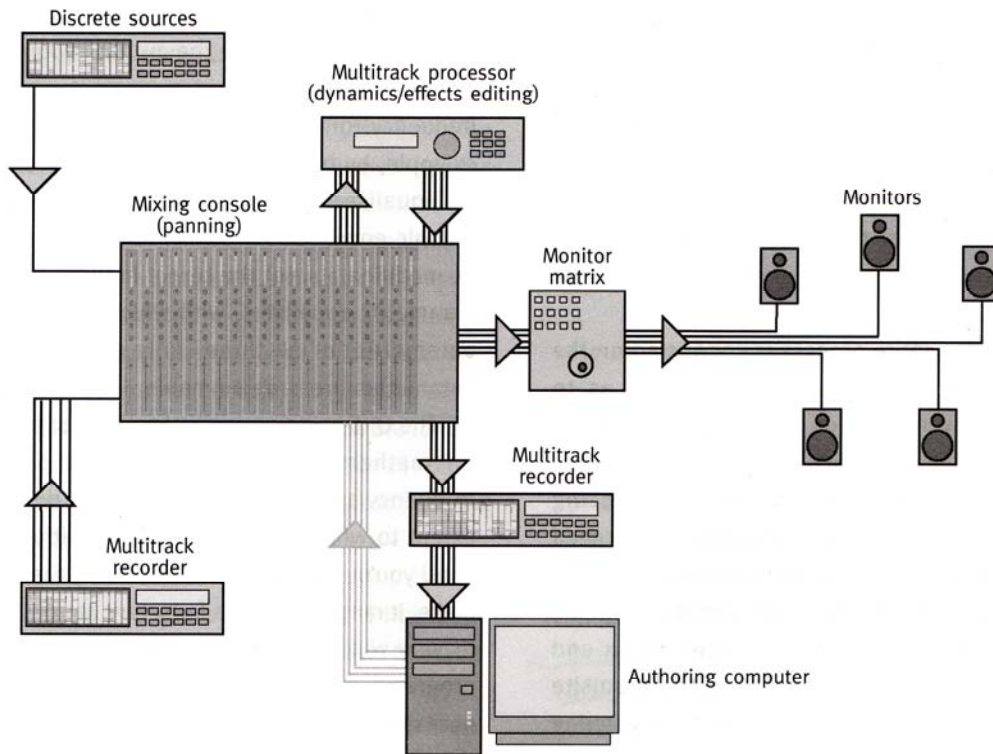 Discrete sources
Multitrack processor
(dynamics/effects editing)
Mixing console
(panning)
Monitor
matrix
Monitors
Multitrack
recorder
Multitrack
recorder
Authoring computer